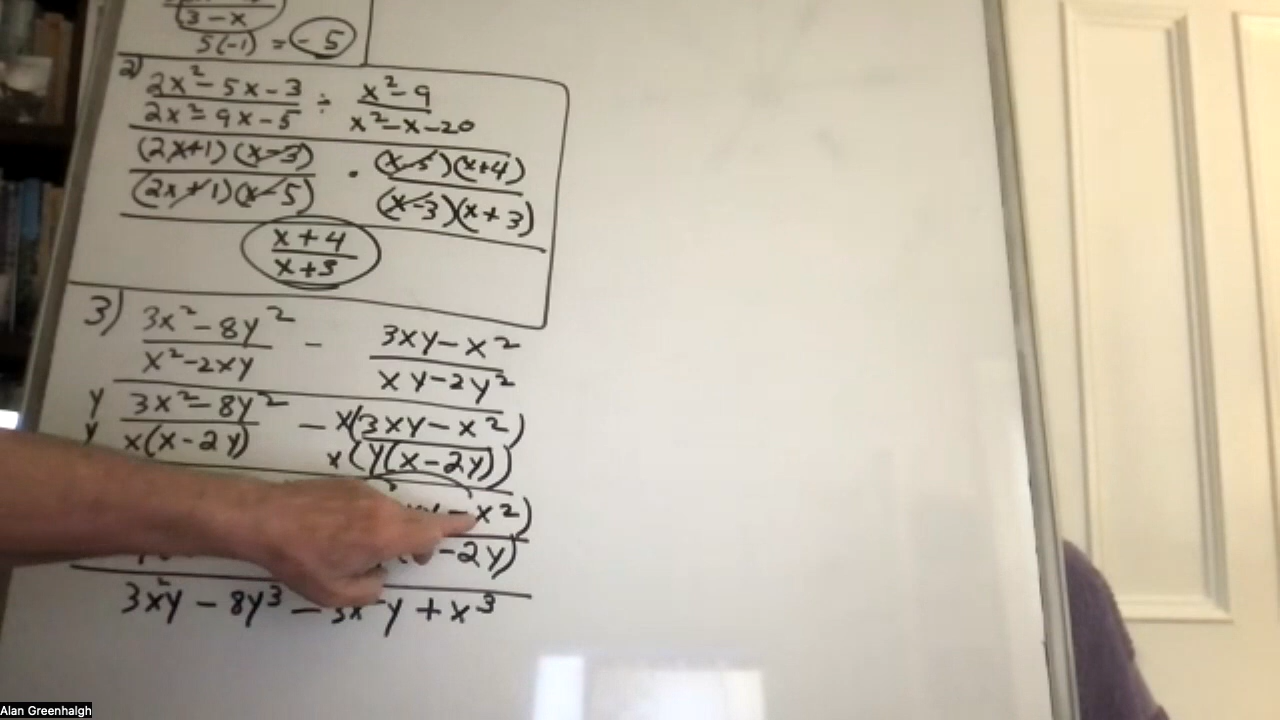 3 - x
5(-1) = - 5
2) 2x² - 5x - 3 ÷ x² - 9
2x² - 9x - 5 x² - x - 20
(2x+1)(x-3) · (x-5)(x+4)
(2x+1)(x-5) (x-3)(x+3)
x + 4
x + 3
3) 3x² - 8y² - 3xy - x²
x² - 2xy xy - 2y²
y 3x² - 8y² - x(3xy - x²)
y x(x - 2y) x(y(x - 2y))
- x²)
- 2y)
3x²y - 8y³ - 3x²y + x³
Alan Greenhalgh